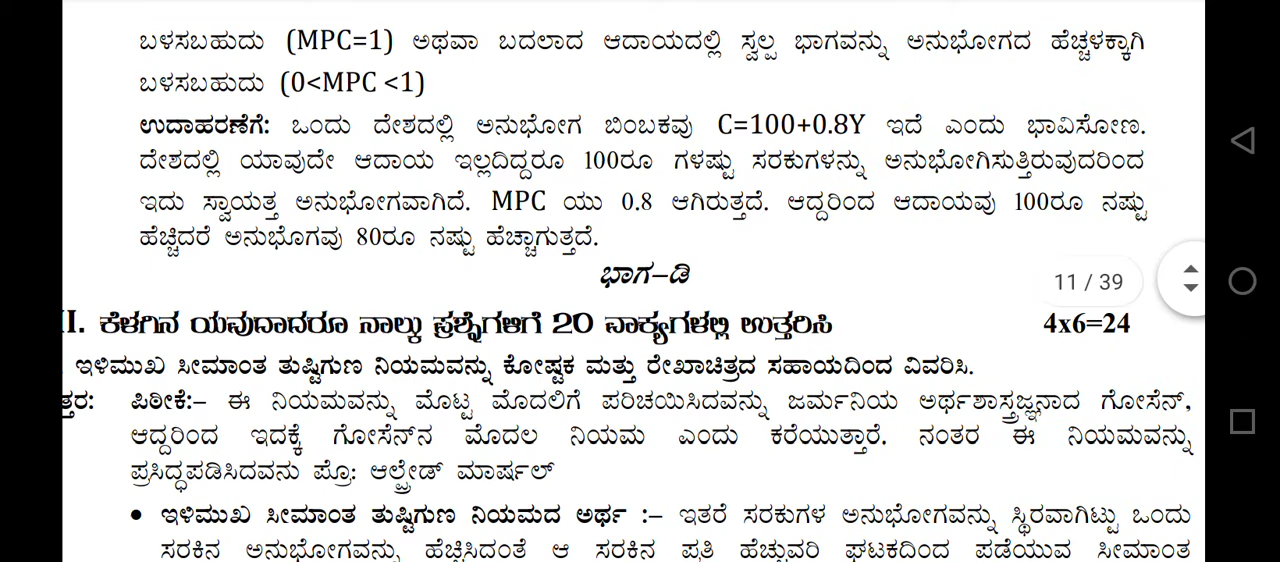 ಬಳಸಬಹುದು (MPC=1) ಅಥವಾ ಬದಲಾದ ಆದಾಯದಲ್ಲಿ ಸ್ವಲ್ಪ ಭಾಗವನ್ನು ಅನುಭೋಗದ ಹೆಚ್ಚಳಕ್ಕಾಗಿ
ಬಳಸಬಹುದು (0<MPC <1)
ಉದಾಹರಣೆಗೆ: ಒಂದು ದೇಶದಲ್ಲಿ ಅನುಭೋಗ ಬಿಂಬಕವು C=100+0.8Y ಇದೆ ಎಂದು ಭಾವಿಸೋಣ.
ದೇಶದಲ್ಲಿ ಯಾವುದೇ ಆದಾಯ ಇಲ್ಲದಿದ್ದರೂ 100ರೂ ಗಳಷ್ಟು ಸರಕುಗಳನ್ನು ಅನುಭೋಗಿಸುತ್ತಿರುವುದರಿಂದ
ಇದು ಸ್ವಾಯತ್ತ ಅನುಭೋಗವಾಗಿದೆ. MPC ಯು 0.8 ಆಗಿರುತ್ತದೆ. ಆದ್ದರಿಂದ ಆದಾಯವು 100ರೂ ನಷ್ಟು
ಹೆಚ್ಚಿದರೆ ಅನುಭೊಗವು 80ರೂ ನಷ್ಟು ಹೆಚ್ಚಾಗುತ್ತದೆ.
ಭಾಗ–ಡಿ
11 / 39
II. ಕೆಳಗಿನ ಯವುದಾದರೂ ನಾಲ್ಕು ಪ್ರಶ್ನೆಗಳಿಗೆ 20 ವಾಕ್ಯಗಳಲ್ಲಿ ಉತ್ತರಿಸಿ 4x6=24
ಇಳಿಮುಖ ಸೀಮಾಂತ ತುಷ್ಟಿಗುಣ ನಿಯಮವನ್ನು ಕೋಷ್ಟಕ ಮತ್ತು ರೇಖಾಚಿತ್ರದ ಸಹಾಯದಿಂದ ವಿವರಿಸಿ.
ತ್ತರ: ಪಿಠೀಕೆ:– ಈ ನಿಯಮವನ್ನು ಮೊಟ್ಟ ಮೊದಲಿಗೆ ಪರಿಚಯಿಸಿದವನ್ನು ಜರ್ಮನಿಯ ಅರ್ಥಶಾಸ್ತ್ರಜ್ಞನಾದ ಗೋಸೆನ್,
ಆದ್ದರಿಂದ ಇದಕ್ಕೆ ಗೋಸೆನ್‌ನ ಮೊದಲ ನಿಯಮ ಎಂದು ಕರೆಯುತ್ತಾರೆ. ನಂತರ ಈ ನಿಯಮವನ್ನು
ಪ್ರಸಿದ್ಧಪಡಿಸಿದವನು ಪ್ರೊ: ಆಲ್ಫ್ರೇಡ್ ಮಾರ್ಷಲ್
• ಇಳಿಮುಖ ಸೀಮಾಂತ ತುಷ್ಟಿಗುಣ ನಿಯಮದ ಅರ್ಥ :– ಇತರೆ ಸರಕುಗಳ ಅನುಭೋಗವನ್ನು ಸ್ಥಿರವಾಗಿಟ್ಟು ಒಂದು
ಸರಕಿನ ಅನುಭೋಗವನ್ನು ಹೆಚ್ಚಿಸಿದಂತೆ ಆ ಸರಕಿನ ಪ್ರತಿ ಹೆಚ್ಚುವರಿ ಘಟಕದಿಂದ ಪಡೆಯುವ ಸೀಮಾಂತ